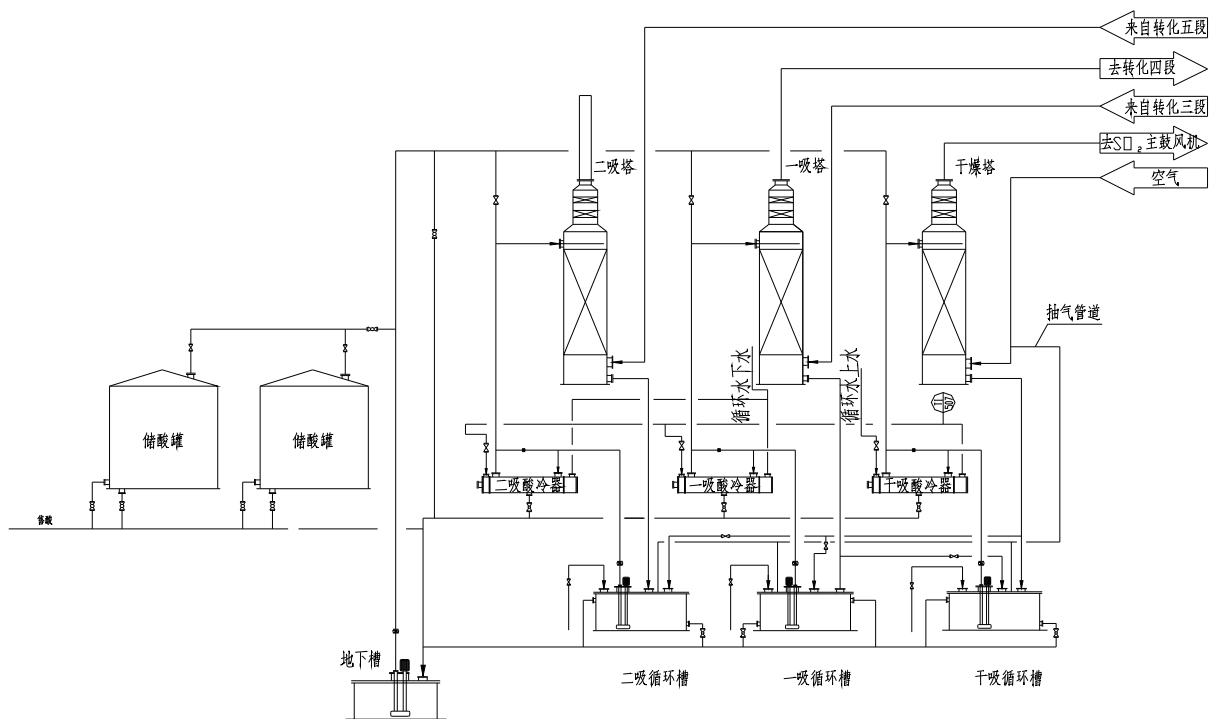 来自转化五段
去转化四段
来自转化三段
去SO₂主鼓风机
空气
二吸塔
一吸塔
干燥塔
抽气管道
循环水下水
循环水上水
TI
507
储酸罐
储酸罐
二吸酸冷器
一吸酸冷器
干吸酸冷器
售酸
地下槽
二吸循环槽
一吸循环槽
干吸循环槽